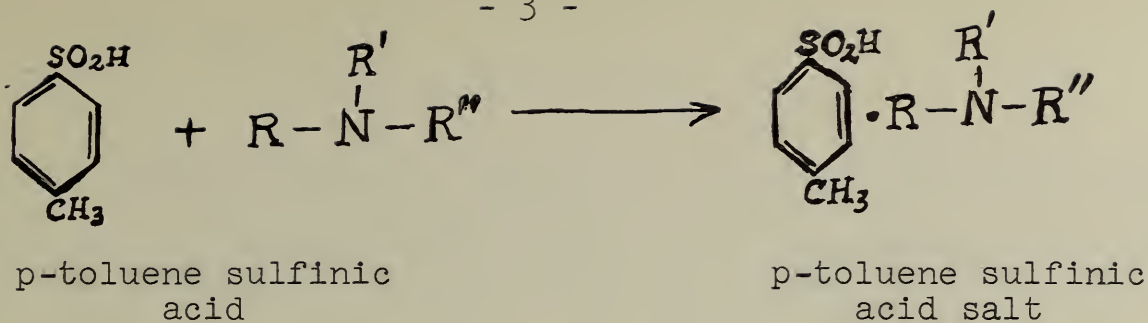 - 3 -
SO₂H
R'
+ R-N-R"
CH₃
p-toluene sulfinic
acid
SO₂H
R'
·R-N-R"
CH₃
p-toluene sulfinic
acid salt